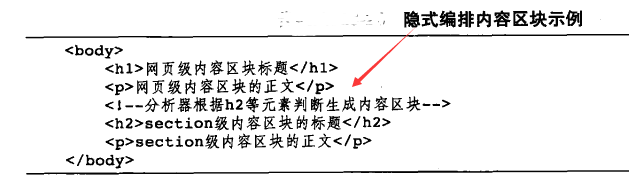 隐式编排内容区块示例
<body>
<h1>网页级内容区块标题</h1>
<p>网页级内容区块的正文</p>
<!--分析器根据h2等元素判断生成内容区块-->
<h2>section级内容区块的标题</h2>
<p>section级内容区块的正文</p>
</body>